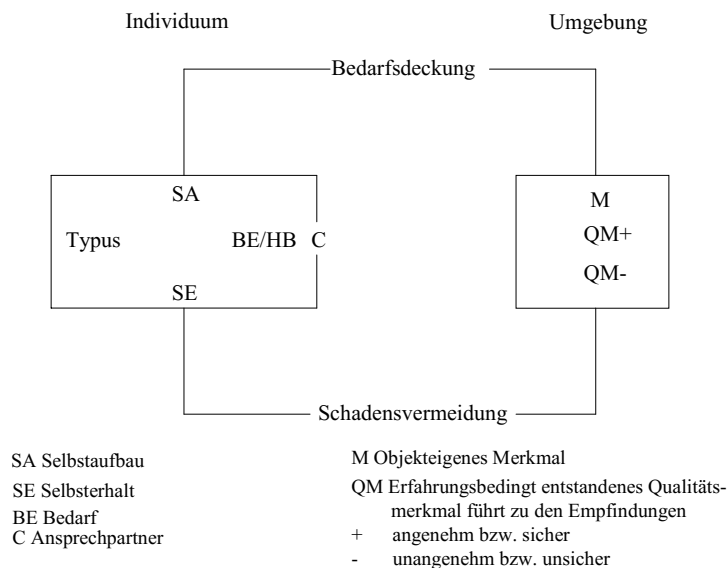 Individuum
Umgebung
Bedarfsdeckung
SA
Typus
BE/HB
C
SE
M
QM+
QM-
Schadensvermeidung
SA Selbstaufbau
SE Selbsterhalt
BE Bedarf
C Ansprechpartner
M Objekteigenes Merkmal
QM Erfahrungsbedingt entstandenes Qualitäts-
merkmal führt zu den Empfindungen
+ angenehm bzw. sicher
- unangenehm bzw. unsicher